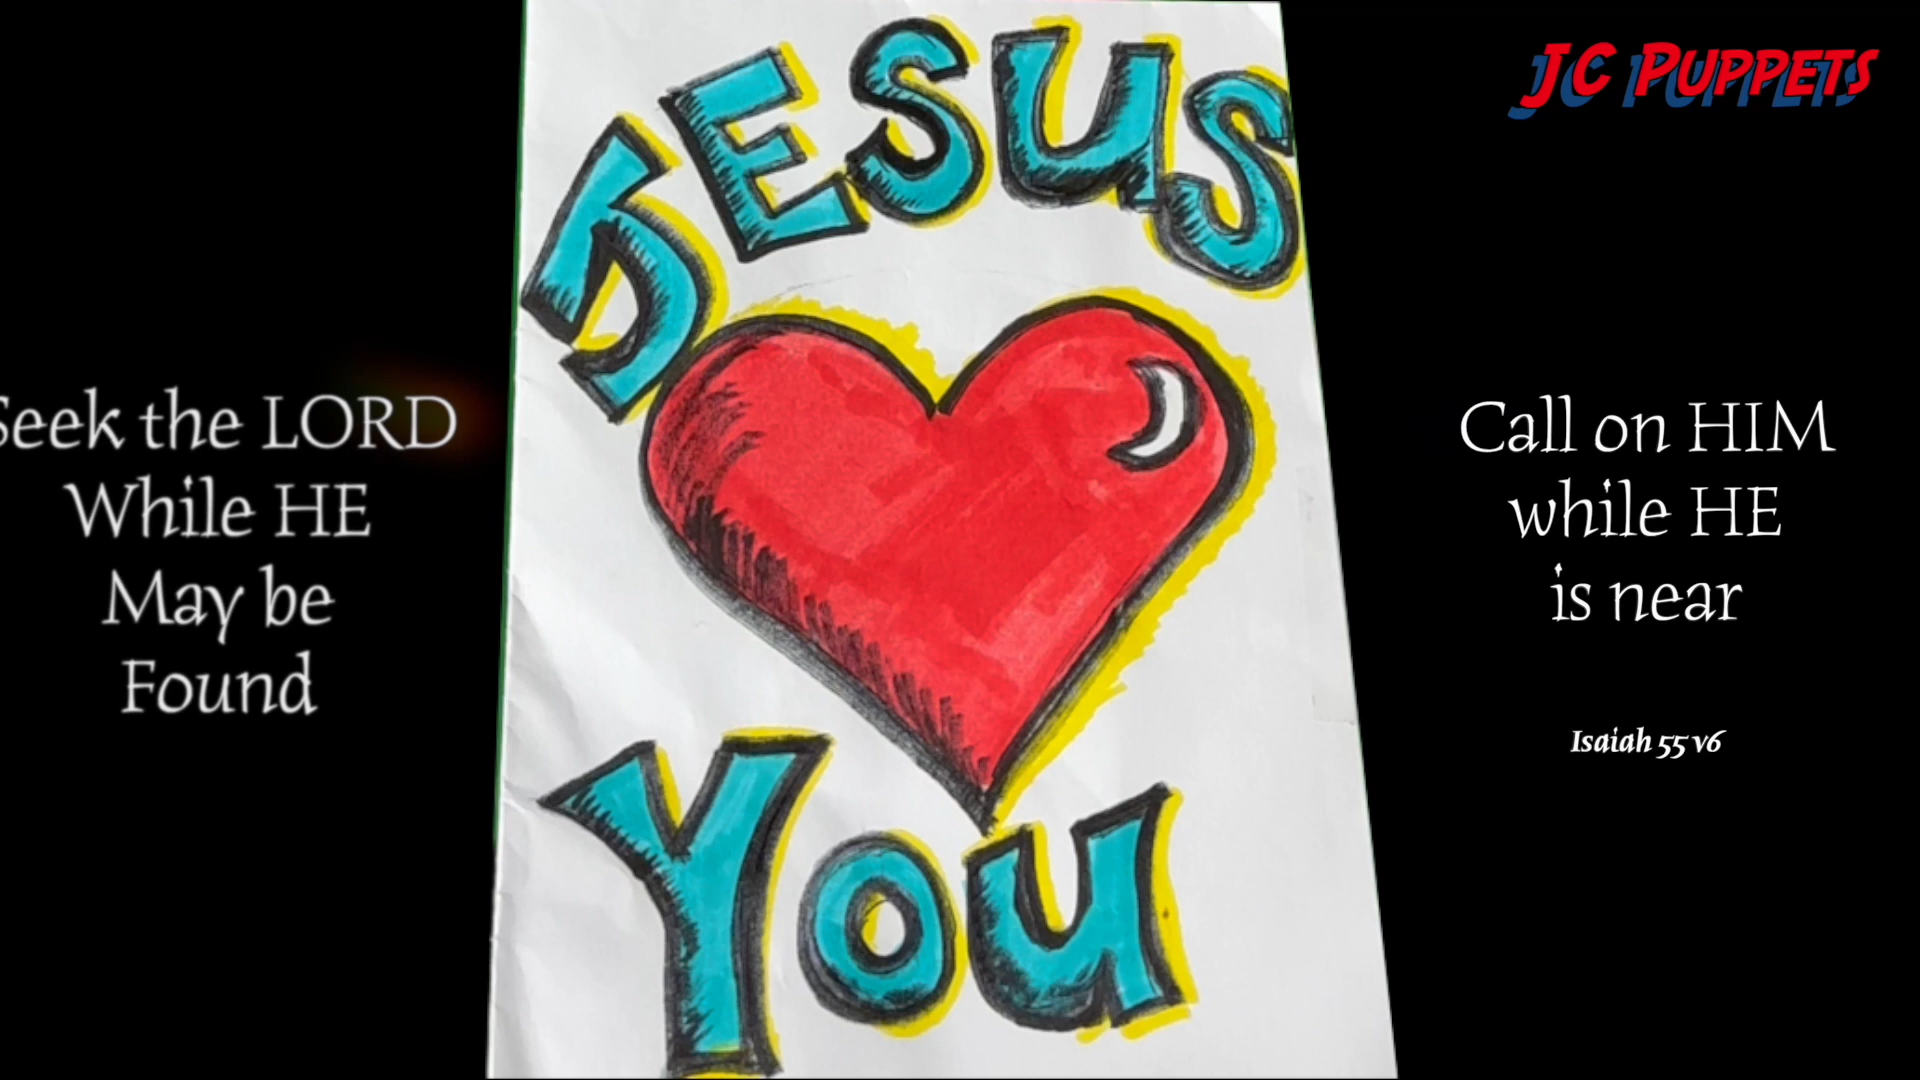 JC PUPPETS
JESUS
YOU
Seek the LORD
While HE
May be
Found
Call on HIM
while HE
is near
Isaiah 55 v6